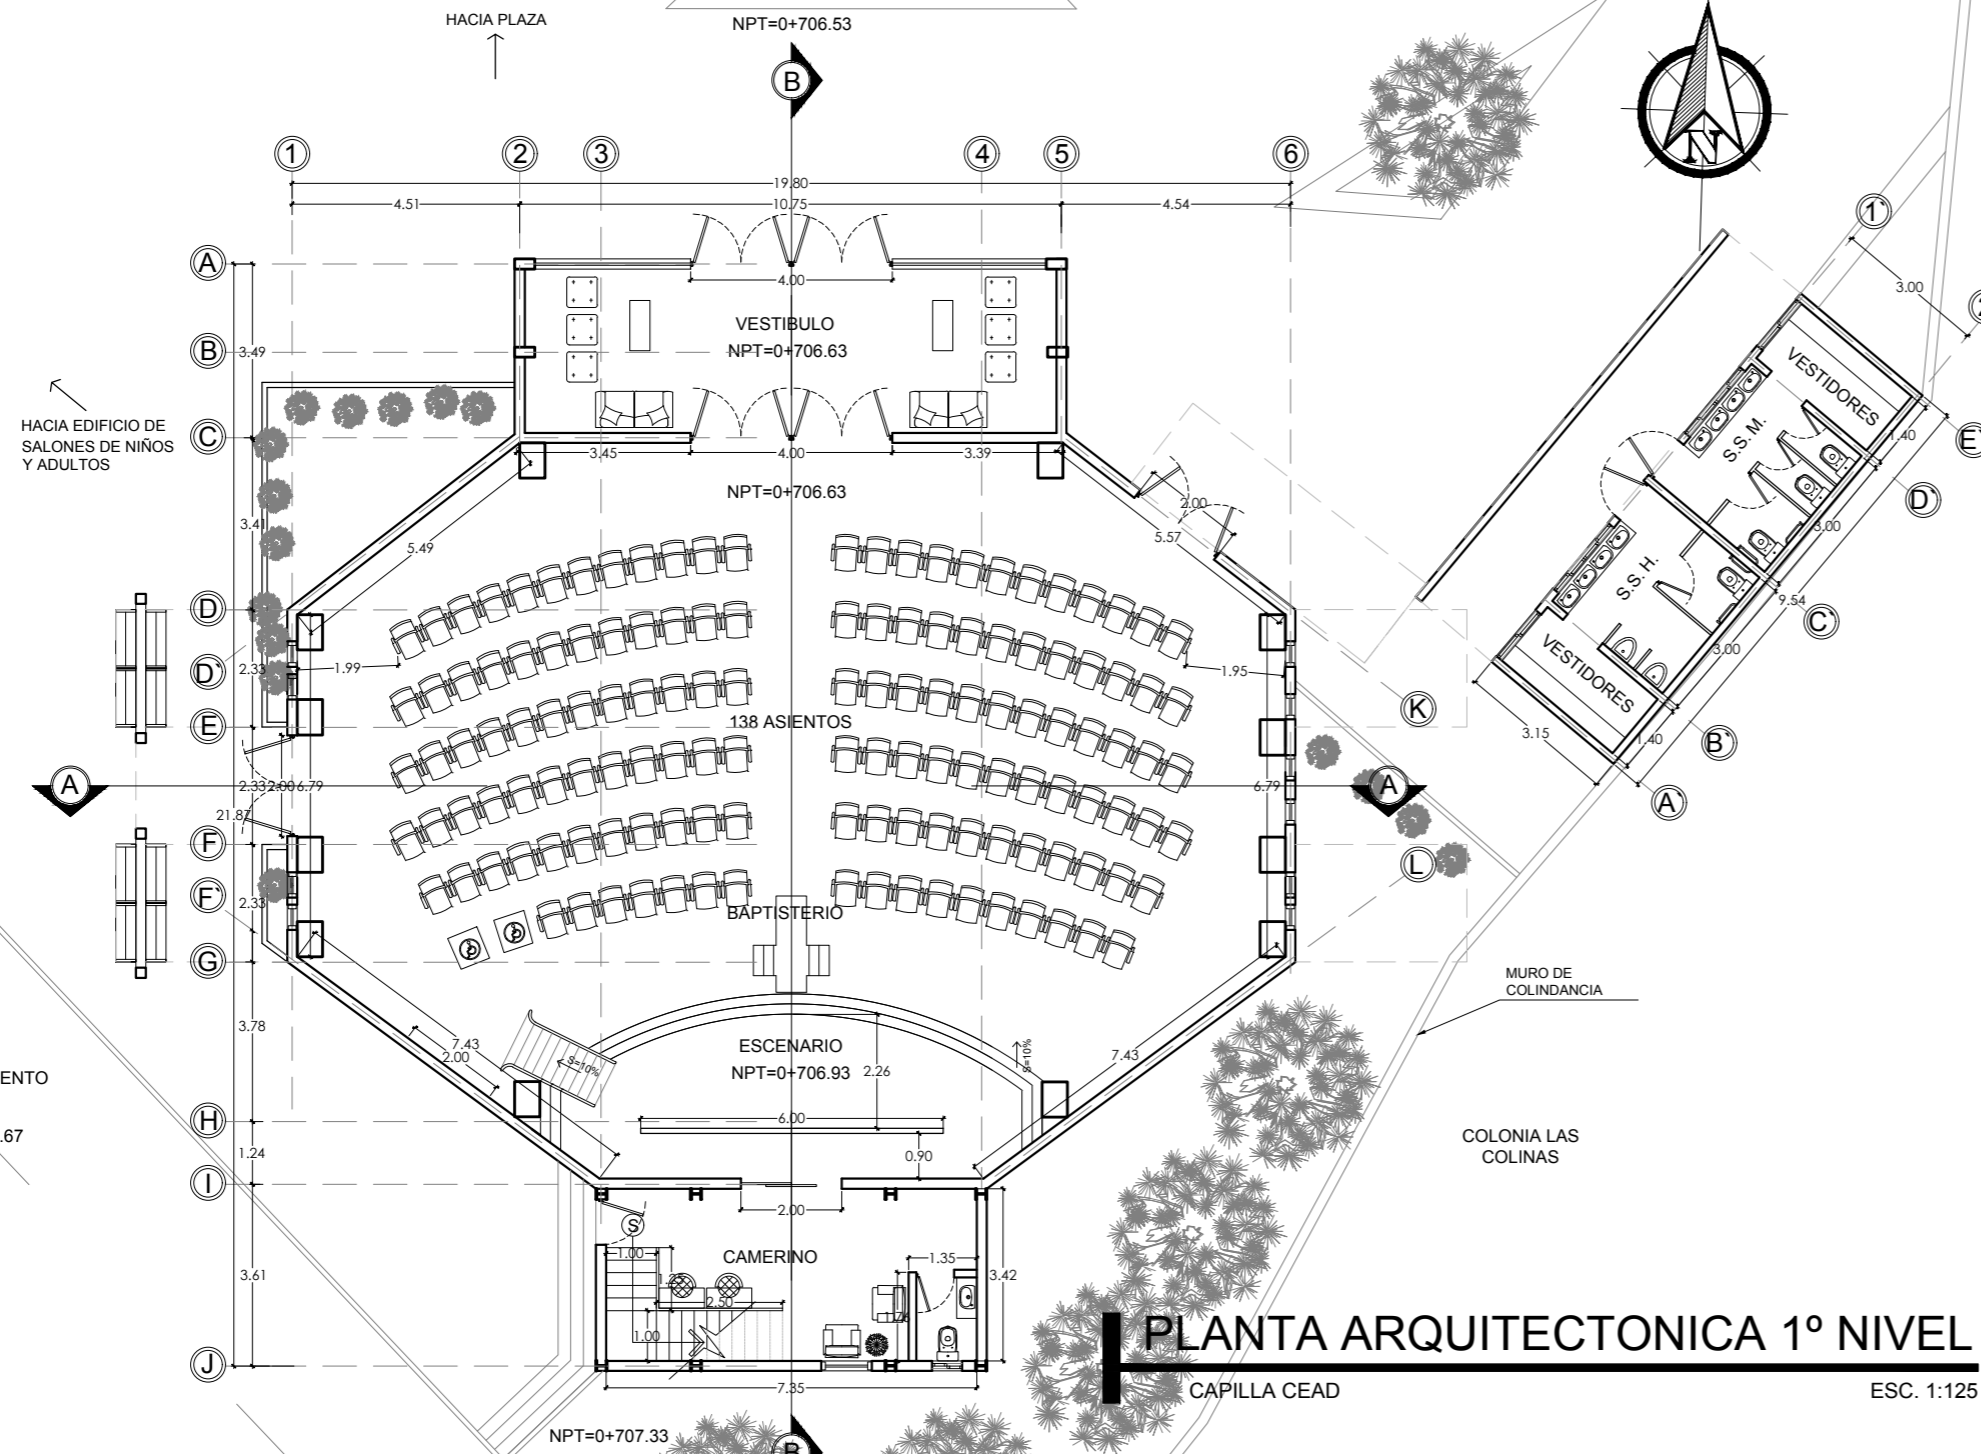 HACIA PLAZA
NPT=0+706.53
B
N
1
2
3
4
5
6
19.80
4.51
10.75
4.54
A
B
C
D
D`
E
F
F`
G
H
I
J
3.49
3.41
2.33
2.33
2.33
21.87
3.78
1.24
3.61
HACIA EDIFICIO DE
SALONES DE NIÑOS
Y ADULTOS
4.00
VESTIBULO
NPT=0+706.63
3.45
4.00
3.39
NPT=0+706.63
5.49
5.57
2.00
1.99
1.95
138 ASIENTOS
A
2.00
6.79
6.79
A
K
L
BAPTISTERIO
ESCENARIO
NPT=0+706.93
2.26
7.43
2.00
S=10%
S=10%
7.43
6.00
0.90
2.00
S
CAMERINO
1.00
2.50
1.00
1.35
3.42
7.35
NPT=0+707.33
B
ENTO
.67
1`
3.00
VESTIDORES
S.S. M.
S.S. H.
VESTIDORES
1.40
3.00
9.54
3.00
1.40
3.15
E`
D`
C`
B`
A`
MURO DE
COLINDANCIA
COLONIA LAS
COLINAS
PLANTA ARQUITECTONICA 1º NIVEL
CAPILLA CEAD
ESC. 1:125